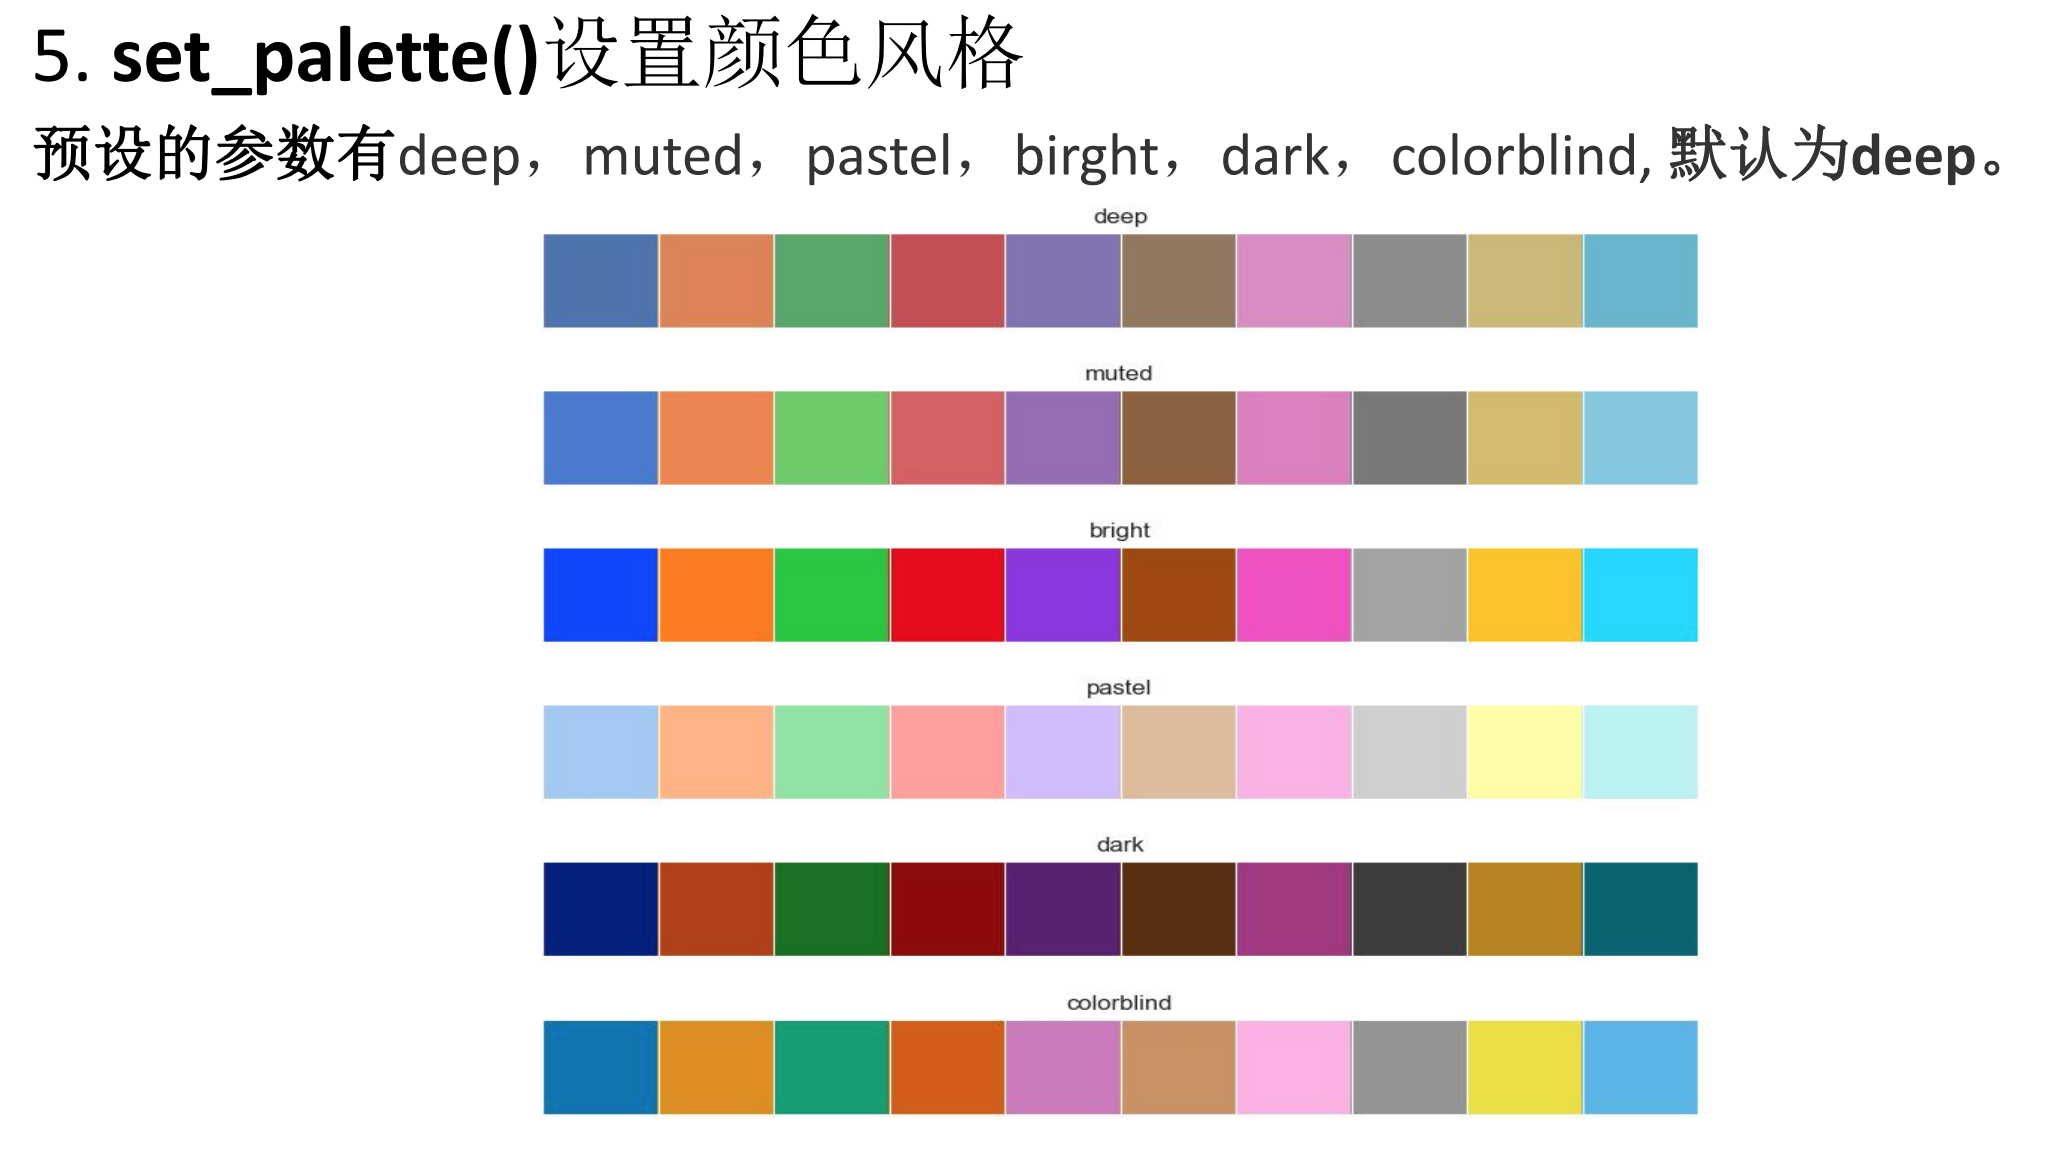 5. set_palette()设置颜色风格
预设的参数有deep，muted，pastel，birght，dark，colorblind, 默认为deep。
deep
muted
bright
pastel
dark
colorblind